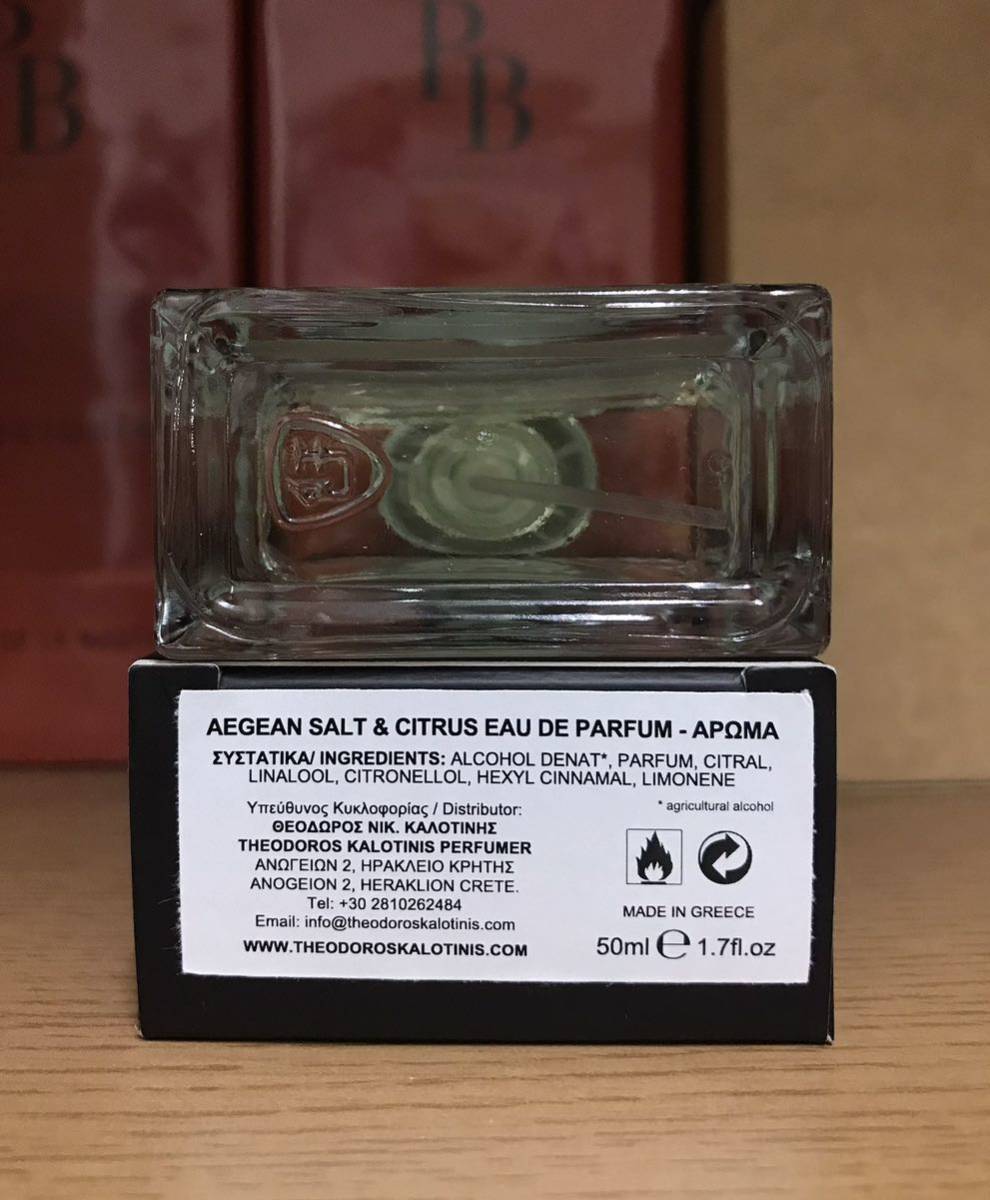 P
B
P
B
AEGEAN SALT & CITRUS EAU DE PARFUM - ΑΡΩΜΑ
ΣΥΣΤΑΤΙΚΑ/ INGREDIENTS: ALCOHOL DENAT*, PARFUM, CITRAL,
LINALOOL, CITRONELLOL, HEXYL CINNAMAL, LIMONENE
Υπεύθυνος Κυκλοφορίας / Distributor:
ΘΕΟΔΩΡΟΣ ΝΙΚ. ΚΑΛΟΤΙΝΗΣ
THEODOROS KALOTINIS PERFUMER
ΑΝΩΓΕΙΩΝ 2, ΗΡΑΚΛΕΙΟ ΚΡΗΤΗΣ
ANOGEION 2, HERAKLION CRETE.
Tel: +30 2810262484
Email: info@theodoroskalotinis.com
WWW.THEODOROSKALOTINIS.COM
* agricultural alcohol
MADE IN GREECE
50ml e 1.7fl.oz